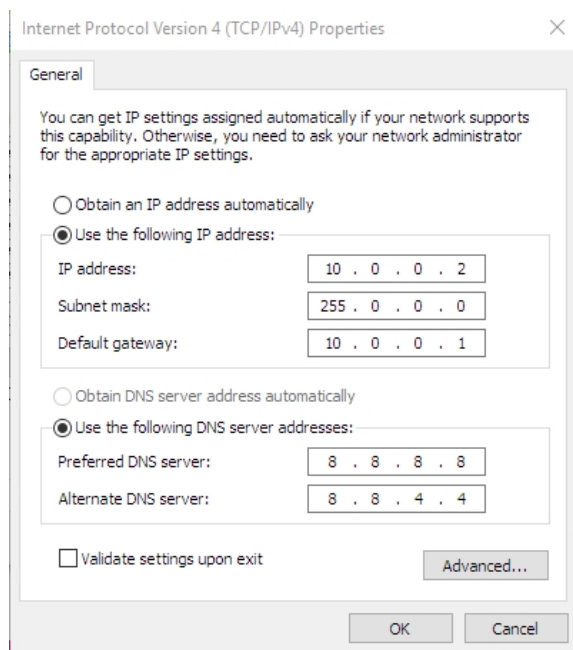 Internet Protocol Version 4 (TCP/IPv4) Properties
General
You can get IP settings assigned automatically if your network supports
this capability. Otherwise, you need to ask your network administrator
for the appropriate IP settings.
Obtain an IP address automatically
Use the following IP address:
IP address: 10 . 0 . 0 . 2
Subnet mask: 255 . 0 . 0 . 0
Default gateway: 10 . 0 . 0 . 1
Obtain DNS server address automatically
Use the following DNS server addresses:
Preferred DNS server: 8 . 8 . 8 . 8
Alternate DNS server: 8 . 8 . 4 . 4
Validate settings upon exit
Advanced...
OK Cancel